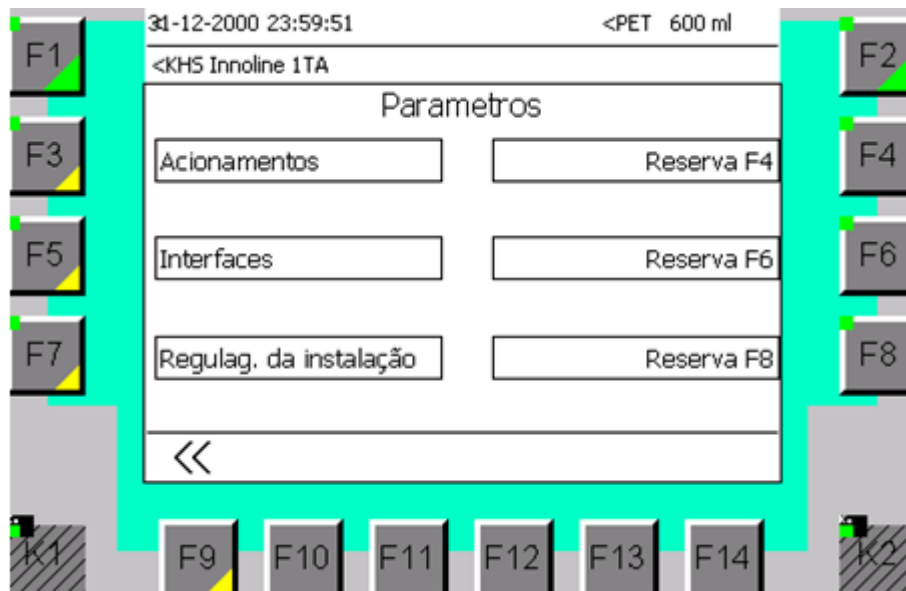 31-12-2000 23:59:51 <PET 600 ml
F1 F2
<KHS Innoline 1TA
Parametros
F3 Acionamentos Reserva F4 F4
F5 Interfaces Reserva F6 F6
F7 Regulag. da instalação Reserva F8 F8
<<
K1 F9 F10 F11 F12 F13 F14 K2